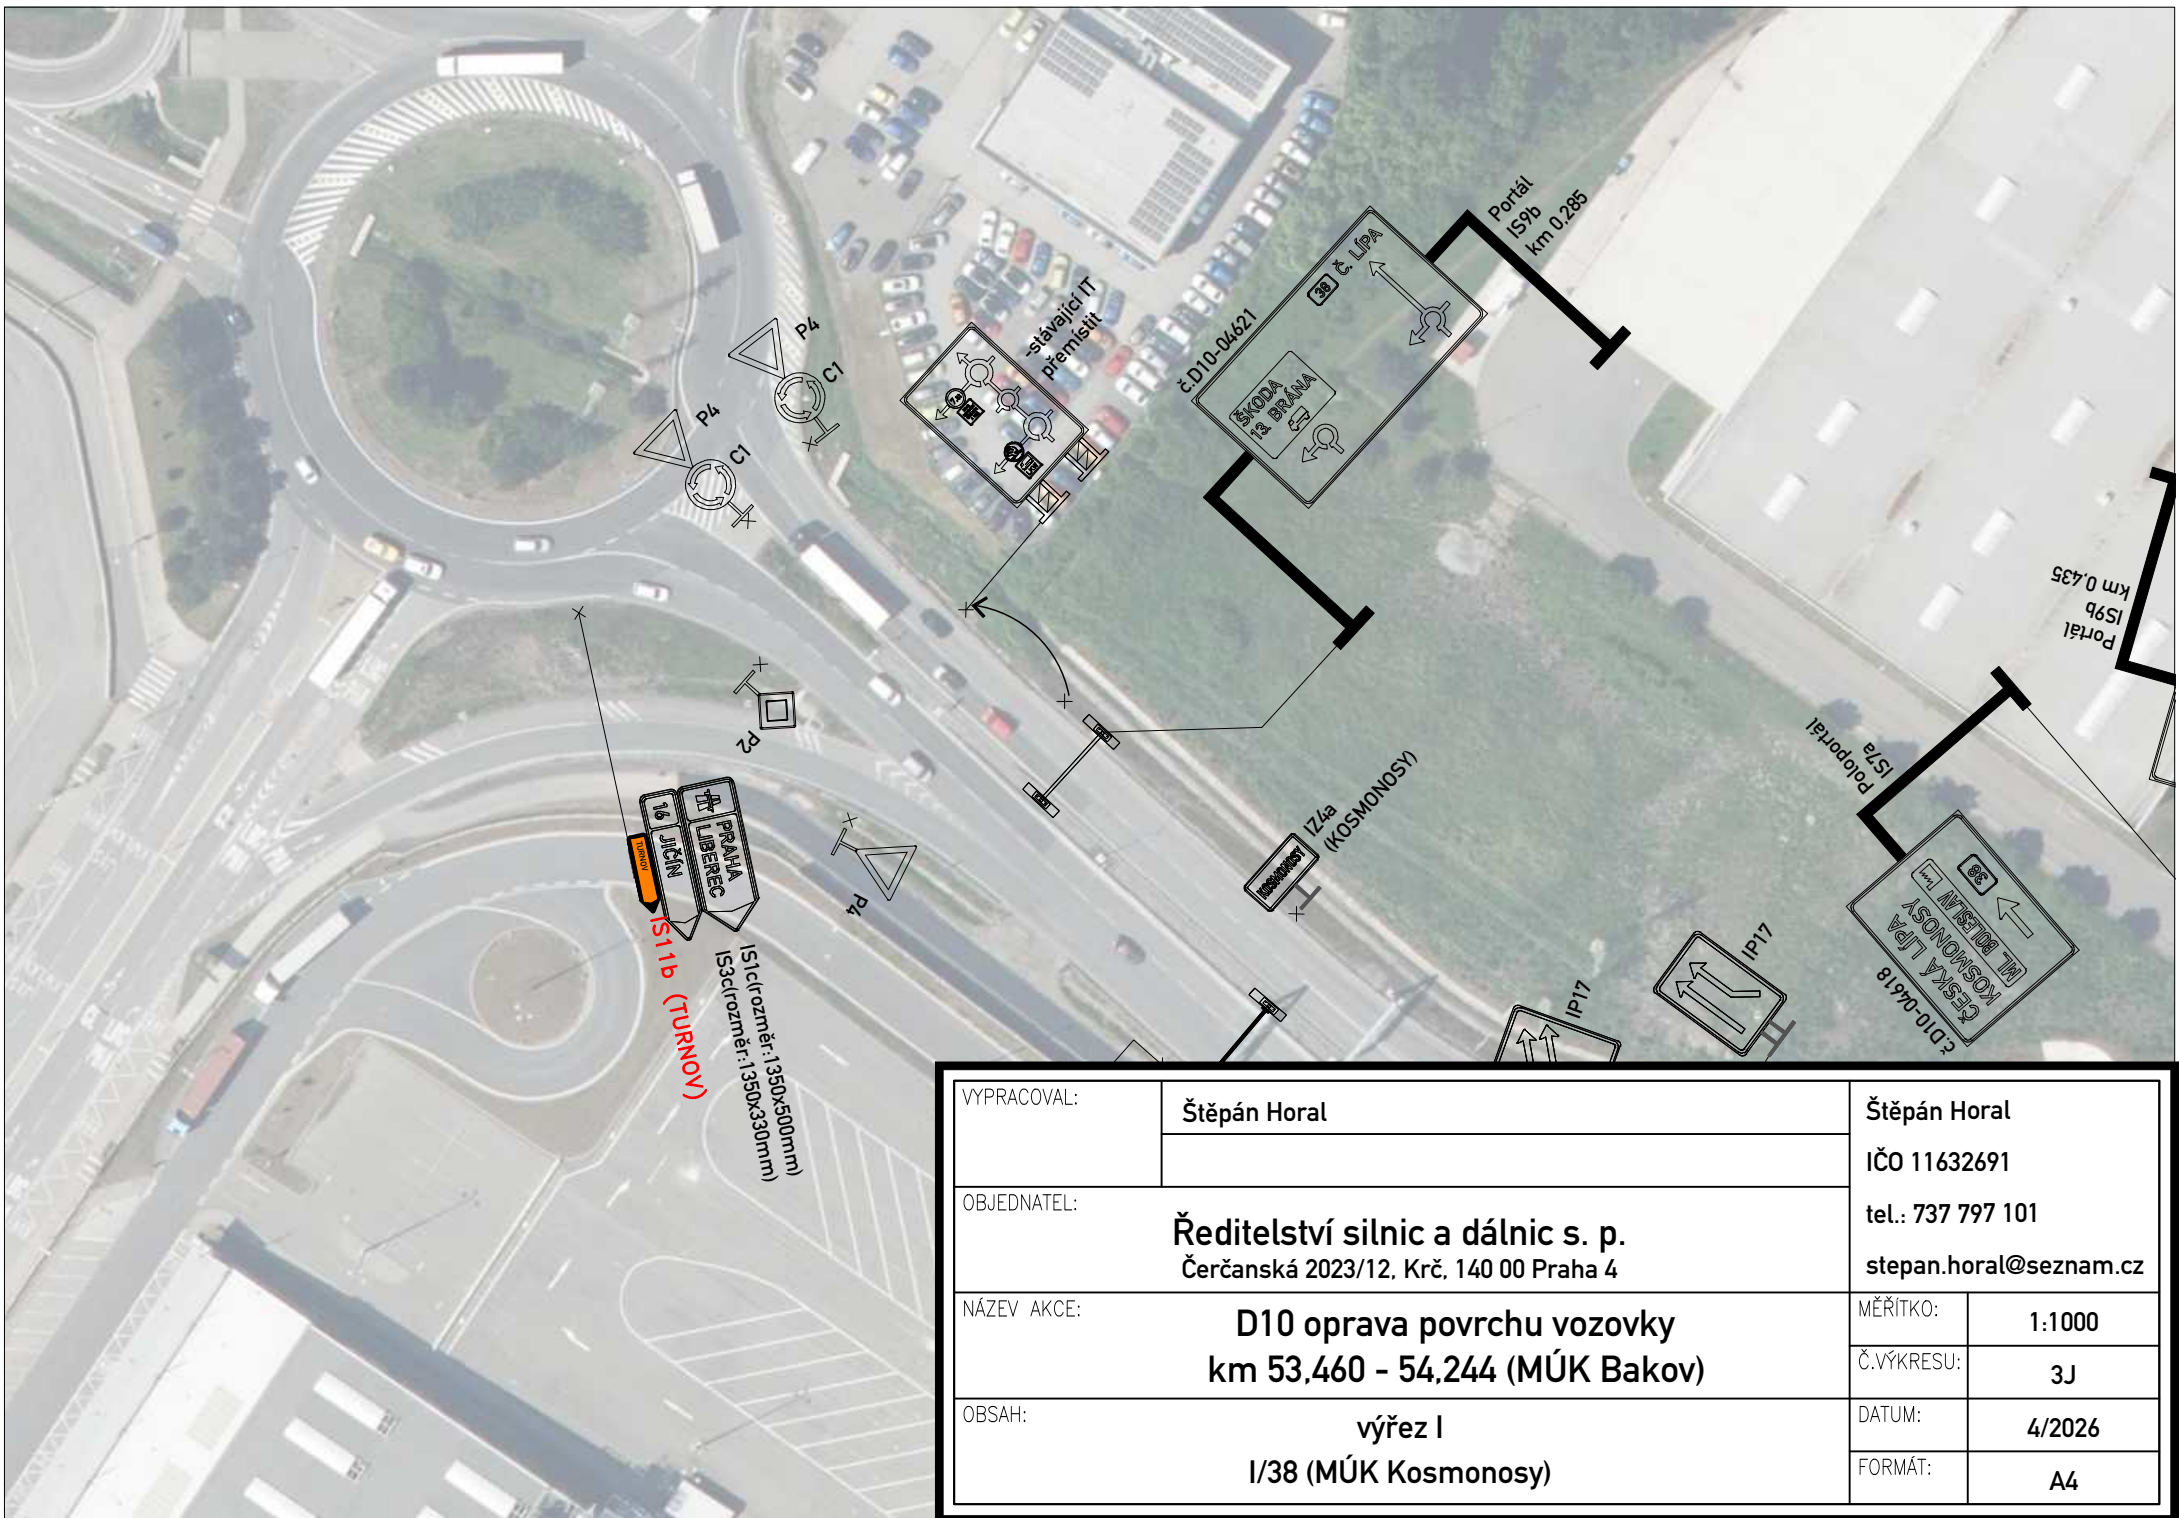 P4
C1
P4
C1
-stávající IT
přemístit
č.D10-04621
38 Č. LÍPA
ŠKODA
13. BRÁNA
Portál
IS9b
km 0,285
Portál
IS9b
km 0,435
P2
P4
TURNOV
16 JIČÍN
PRAHA
LIBEREC
IS11b (TURNOV)
IS1c(rozměr:1350x500mm)
IS3c(rozměr:1350x330mm)
KOSMONOSY
IZ4a
(KOSMONOSY)
IP17
IP17
Poloportál
IS7a
38
ČESKÁ LÍPA
KOSMONOSY
ML. BOLESLAV
č.D10-04618
VYPRACOVAL:
Štěpán Horal
Štěpán Horal
IČO 11632691
tel.: 737 797 101
stepan.horal@seznam.cz
OBJEDNATEL:
Ředitelství silnic a dálnic s. p.
Čerčanská 2023/12, Krč, 140 00 Praha 4
NÁZEV AKCE:
D10 oprava povrchu vozovky
km 53,460 - 54,244 (MÚK Bakov)
MĚŘÍTKO:
1:1000
Č.VÝKRESU:
3J
OBSAH:
výřez I
I/38 (MÚK Kosmonosy)
DATUM:
4/2026
FORMÁT:
A4